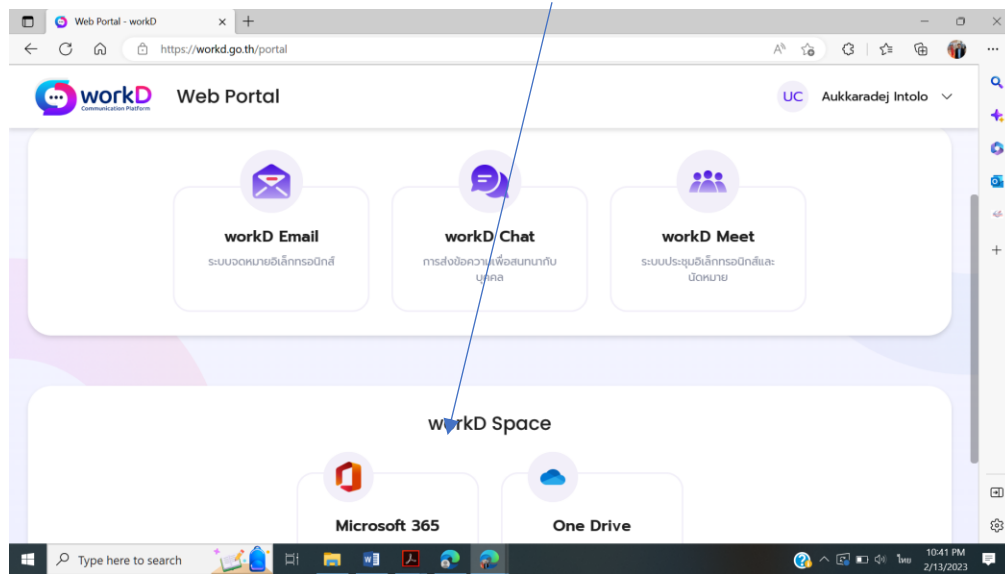 Web Portal - workD
https://workd.go.th/portal
workD
Communication Platform
Web Portal
UC
Aukkaradej Intolo
workD Email
ระบบจดหมายอิเล็กทรอนิกส์
workD Chat
การส่งข้อความเพื่อสนทนากับ
บุคคล
workD Meet
ระบบประชุมอิเล็กทรอนิกส์และ
นัดหมาย
workD Space
Microsoft 365
One Drive
Type here to search
ไทย
10:41 PM
2/13/2023